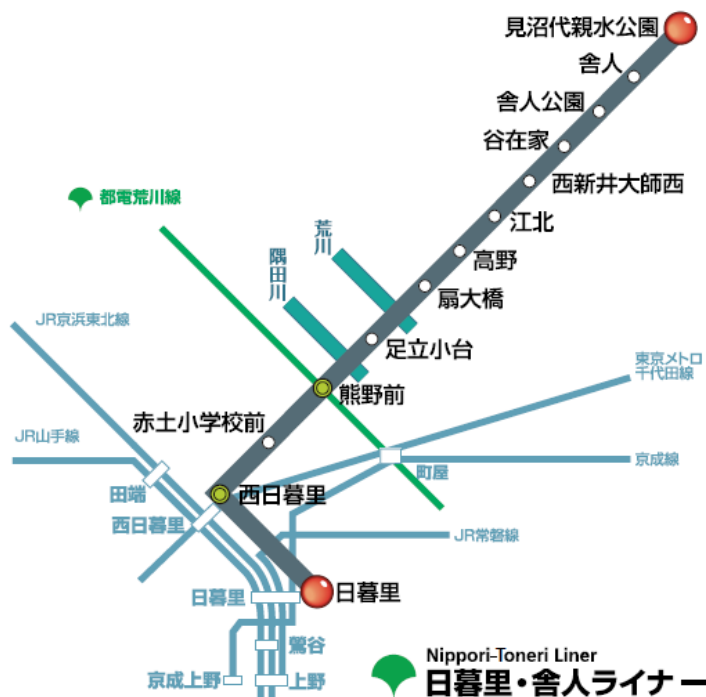 見沼代親水公園
舎人
舎人公園
谷在家
西新井大師西
都電荒川線
江北
荒川
高野
隅田川
扇大橋
JR京浜東北線
足立小台
東京メトロ
千代田線
熊野前
赤土小学校前
JR山手線
町屋
京成線
田端
西日暮里
西日暮里
JR常磐線
日暮里
日暮里
鶯谷
京成上野
上野
Nippori-Toneri Liner
日暮里・舎人ライナー